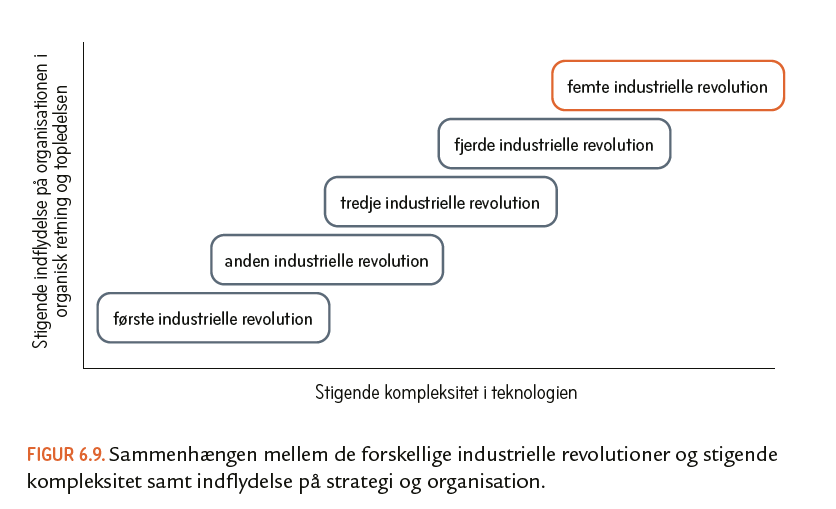 Stigende indflydelse på organisationen i
organisk retning og topledelsen
femte industrielle revolution
fjerde industrielle revolution
tredje industrielle revolution
anden industrielle revolution
første industrielle revolution
Stigende kompleksitet i teknologien
FIGUR 6.9. Sammenhængen mellem de forskellige industrielle revolutioner og stigende
kompleksitet samt indflydelse på strategi og organisation.